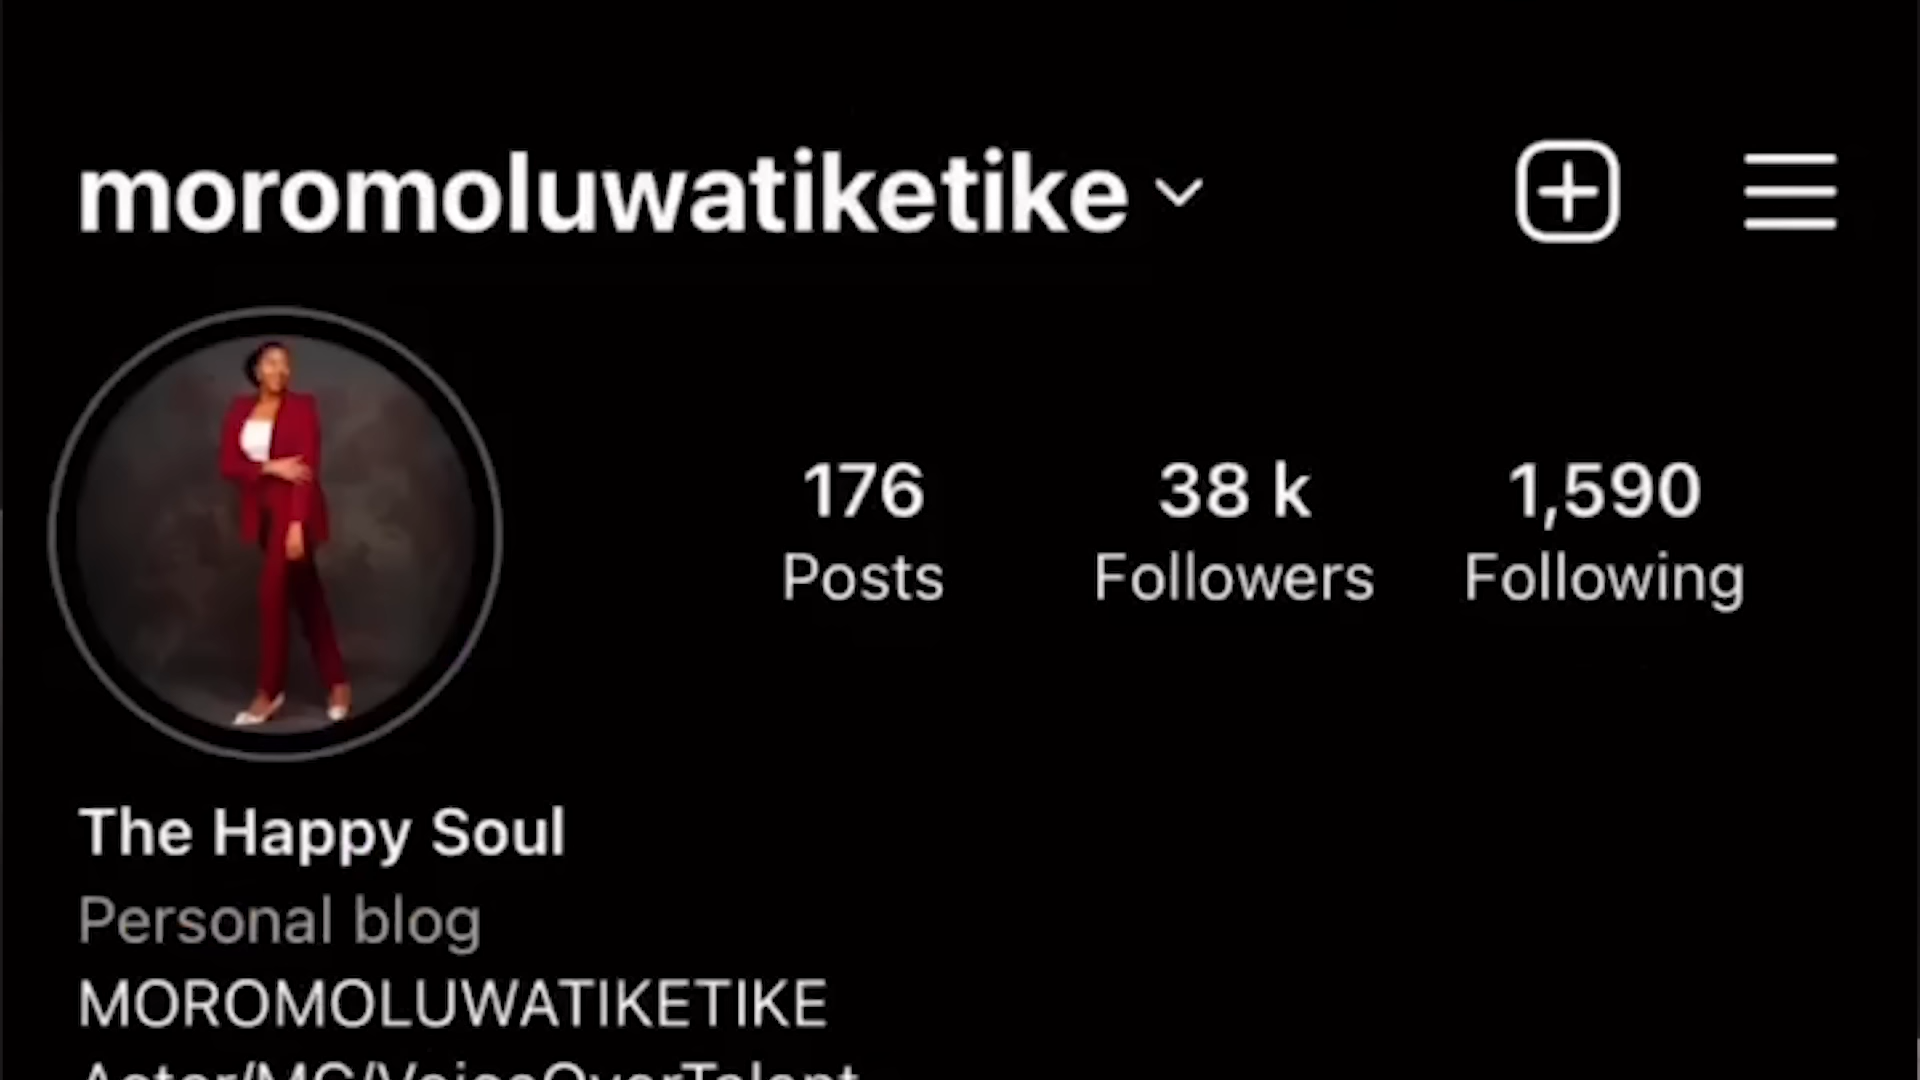 moromoluwatiketike
176
38 k
1,590
Posts
Followers
Following
The Happy Soul
Personal blog
MOROMOLUWATIKETIKE
Actor/MC/VoiceOverTalent